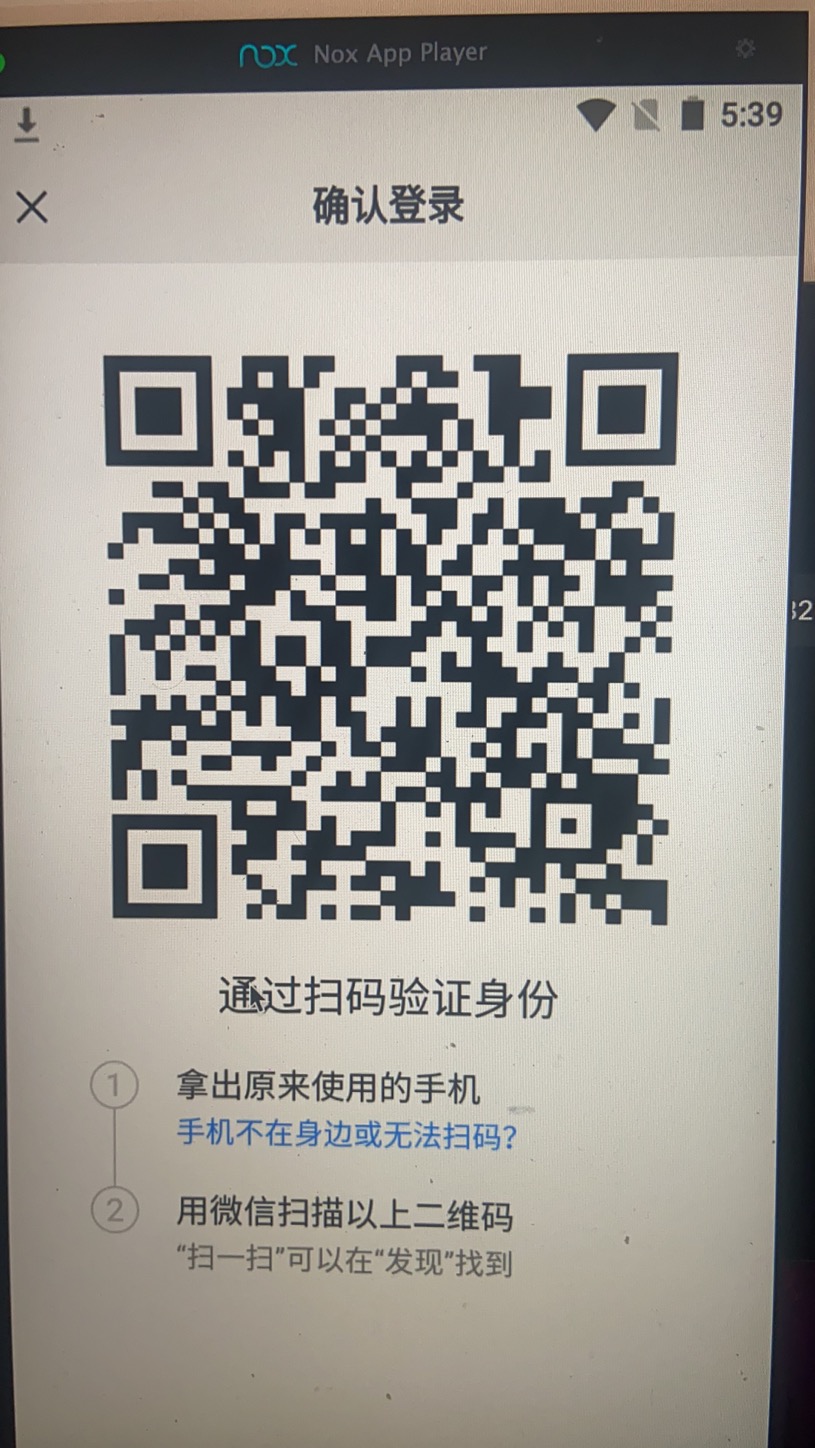 nox Nox App Player
5:39
确认登录
32
通过扫码验证身份
1 拿出原来使用的手机
手机不在身边或无法扫码?
2 用微信扫描以上二维码
“扫一扫”可以在“发现”找到